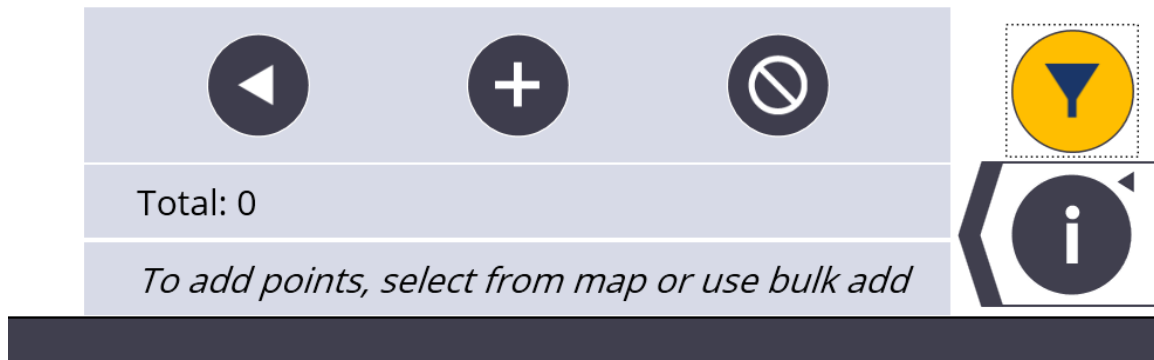 Total: 0
To add points, select from map or use bulk add